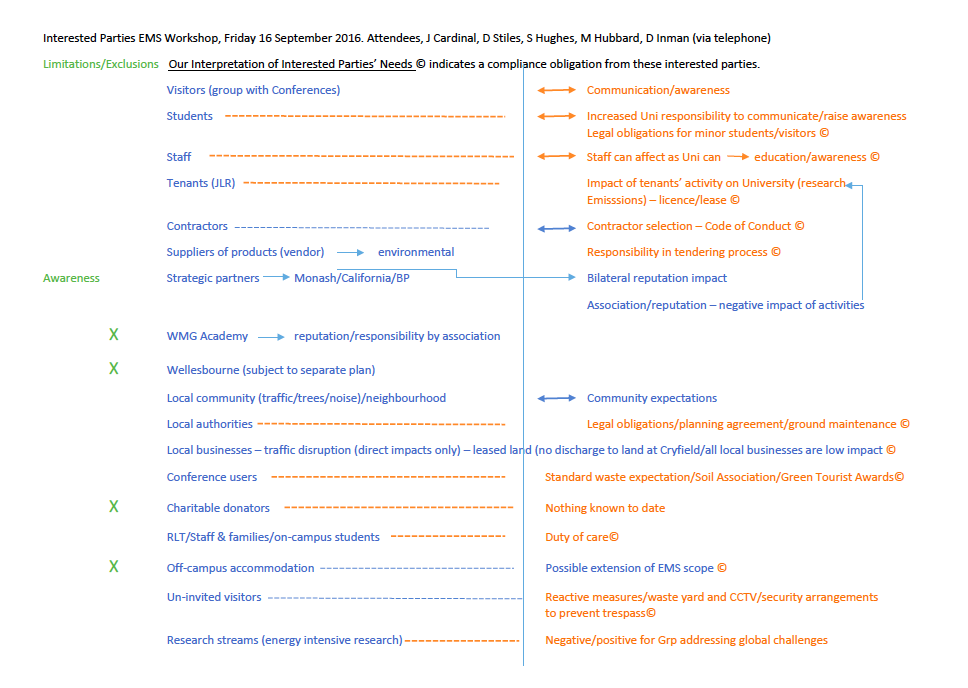 Interested Parties EMS Workshop, Friday 16 September 2016. Attendees, J Cardinal, D Stiles, S Hughes, M Hubbard, D Inman (via telephone)
Limitations/Exclusions Our Interpretation of Interested Parties' Needs © indicates a compliance obligation from these interested parties.
Visitors (group with Conferences) Communication/awareness
Students Increased Uni responsibility to communicate/raise awareness
Legal obligations for minor students/visitors ©
Staff Staff can affect as Uni can education/awareness ©
Tenants (JLR) Impact of tenants' activity on University (research
Emisssions) – licence/lease ©
Contractors Contractor selection – Code of Conduct ©
Suppliers of products (vendor) environmental Responsibility in tendering process ©
Awareness Strategic partners Monash/California/BP Bilateral reputation impact
Association/reputation – negative impact of activities
X WMG Academy reputation/responsibility by association
X Wellesbourne (subject to separate plan)
Local community (traffic/trees/noise)/neighbourhood Community expectations
Local authorities Legal obligations/planning agreement/ground maintenance ©
Local businesses – traffic disruption (direct impacts only) – leased land (no discharge to land at Cryfield/all local businesses are low impact ©
Conference users Standard waste expectation/Soil Association/Green Tourist Awards©
X Charitable donators Nothing known to date
RLT/Staff & families/on-campus students Duty of care©
X Off-campus accommodation Possible extension of EMS scope ©
Un-invited visitors Reactive measures/waste yard and CCTV/security arrangements
to prevent trespass©
Research streams (energy intensive research) Negative/positive for Grp addressing global challenges